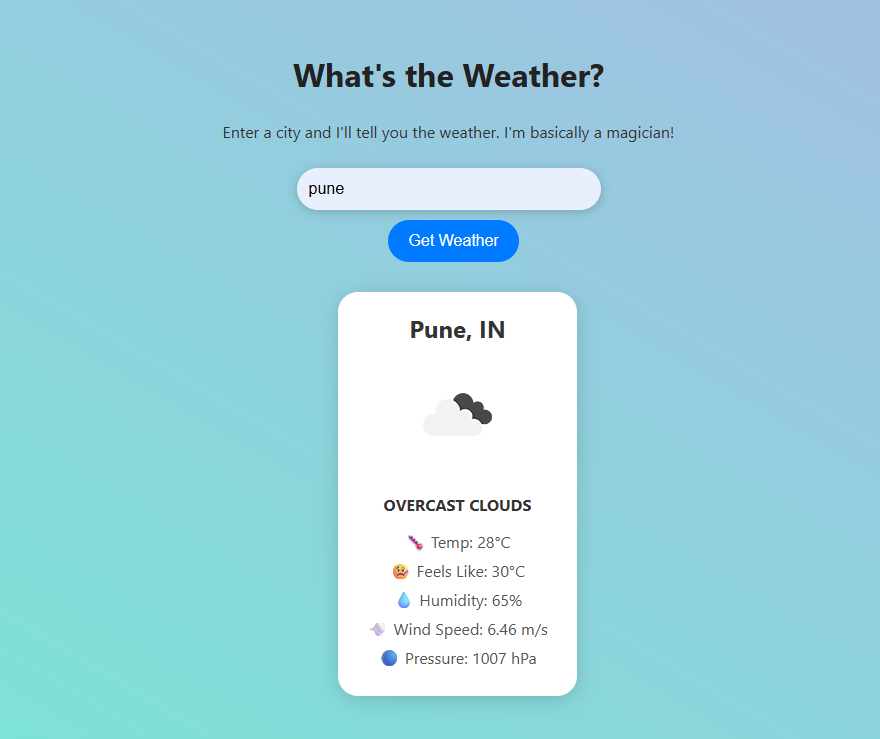 What's the Weather?
Enter a city and I'll tell you the weather. I'm basically a magician!
pune
Get Weather
Pune, IN
OVERCAST CLOUDS
Temp: 28°C
Feels Like: 30°C
Humidity: 65%
Wind Speed: 6.46 m/s
Pressure: 1007 hPa